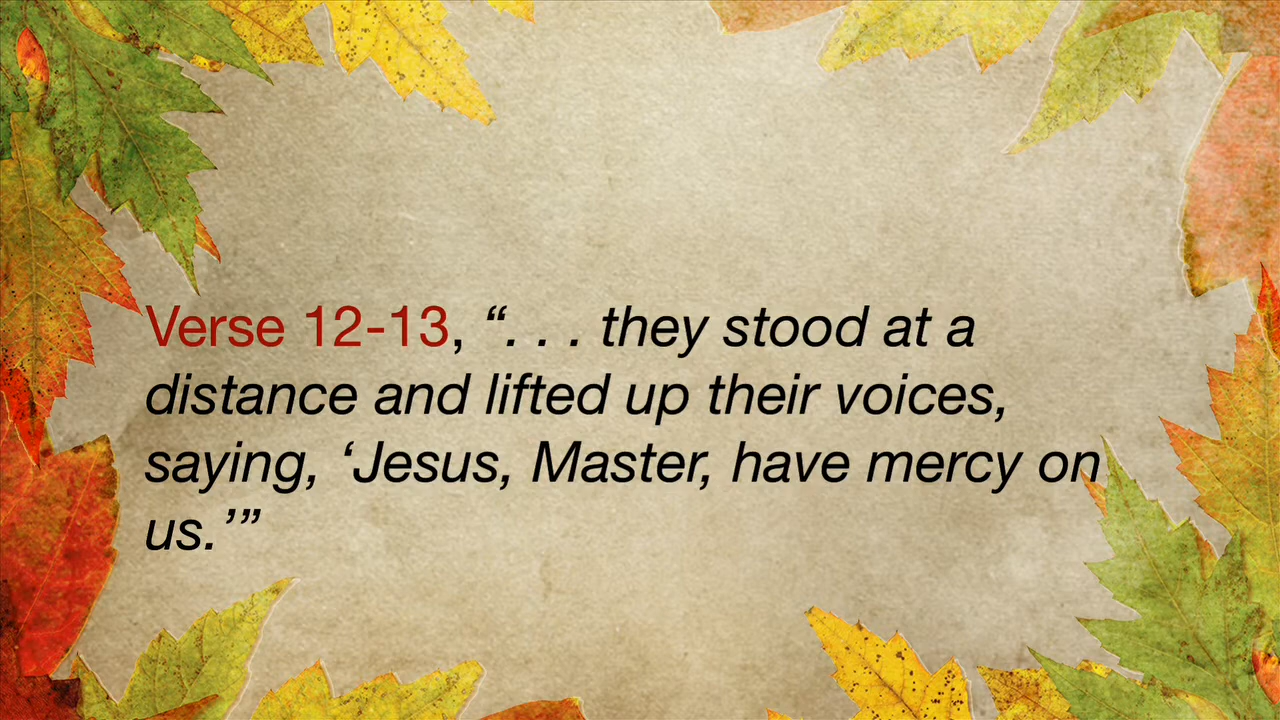 Verse 12-13, “. . . they stood at a
distance and lifted up their voices,
saying, ‘Jesus, Master, have mercy on
us.’”